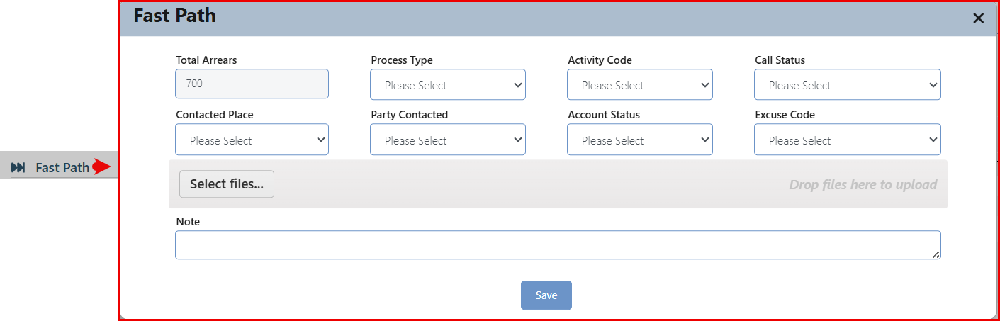 Fast Path
Total Arrears
Process Type
Activity Code
Call Status
700
Please Select
Please Select
Please Select
Contacted Place
Party Contacted
Account Status
Excuse Code
Please Select
Please Select
Please Select
Please Select
Fast Path
Select files...
Drop files here to upload
Note
Save